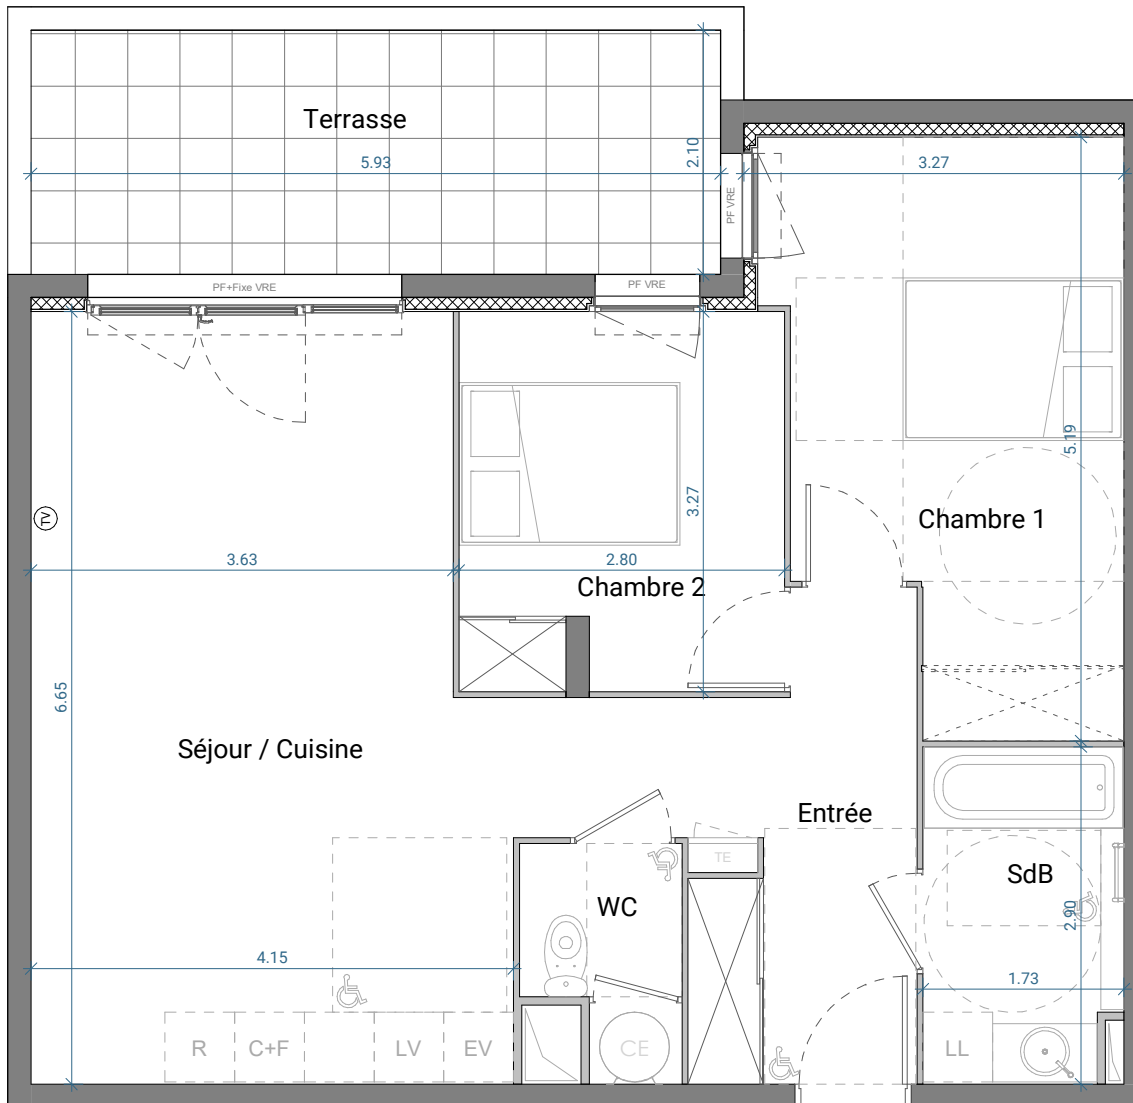 Terrasse
5.93
2.10
3.27
PF VRE
PF+Fixe VRE
PF VRE
5.19
TV
3.27
Chambre 1
3.63
2.80
Chambre 2
6.65
Séjour / Cuisine
Entrée
TE
SdB
WC
2.90
4.15
1.73
R
C+F
LV
EV
CE
LL